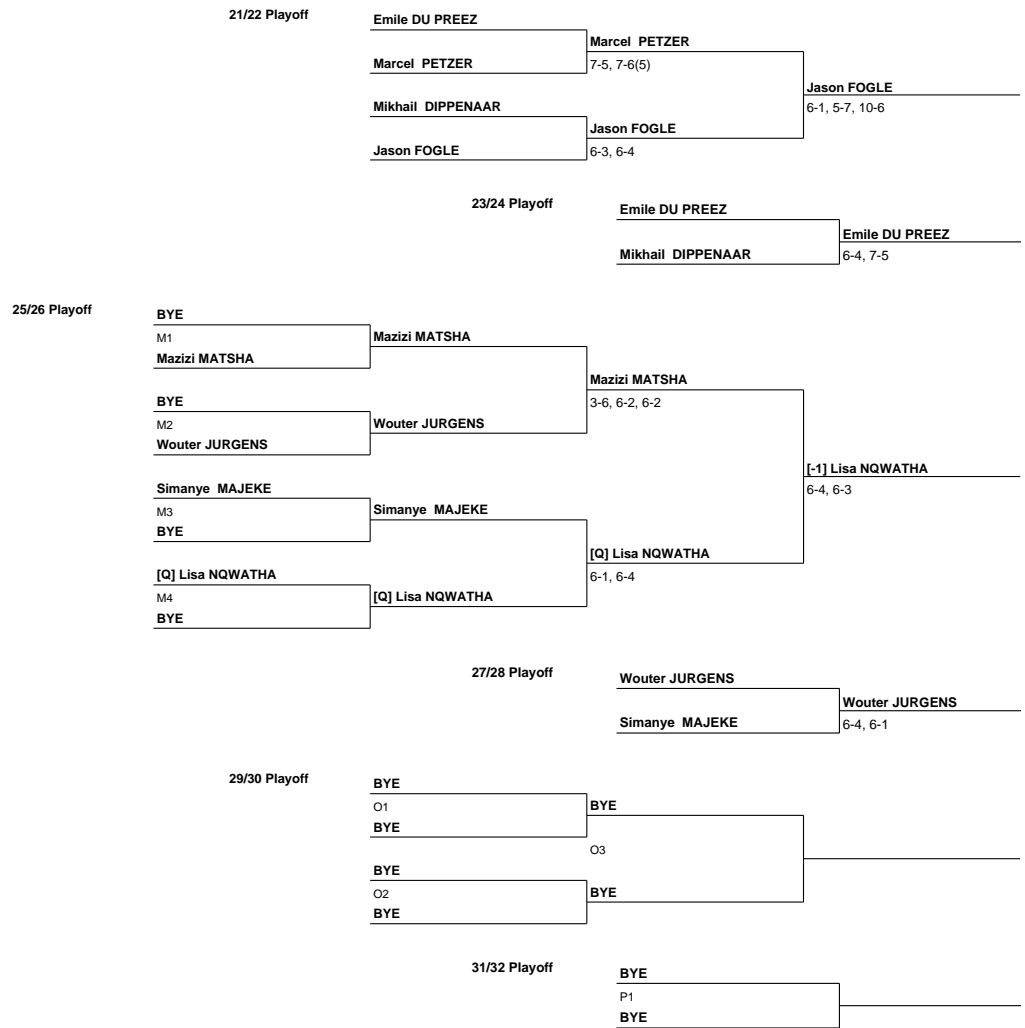 21/22 Playoff
Emile DU PREEZ
Marcel PETZER
Marcel PETZER
7-5, 7-6(5)
Jason FOGLE
6-1, 5-7, 10-6
Mikhail DIPPENAAR
Jason FOGLE
Jason FOGLE
6-3, 6-4
23/24 Playoff
Emile DU PREEZ
Emile DU PREEZ
Mikhail DIPPENAAR
6-4, 7-5
25/26 Playoff
BYE
M1
Mazizi MATSHA
Mazizi MATSHA
Mazizi MATSHA
3-6, 6-2, 6-2
BYE
M2
Wouter JURGENS
Wouter JURGENS
[-1] Lisa NQWATHA
6-4, 6-3
Simanye MAJEKE
M3
Simanye MAJEKE
BYE
[Q] Lisa NQWATHA
6-1, 6-4
[Q] Lisa NQWATHA
M4
[Q] Lisa NQWATHA
BYE
27/28 Playoff
Wouter JURGENS
Wouter JURGENS
Simanye MAJEKE
6-4, 6-1
29/30 Playoff
BYE
O1
BYE
BYE
O3
BYE
O2
BYE
BYE
31/32 Playoff
BYE
P1
BYE